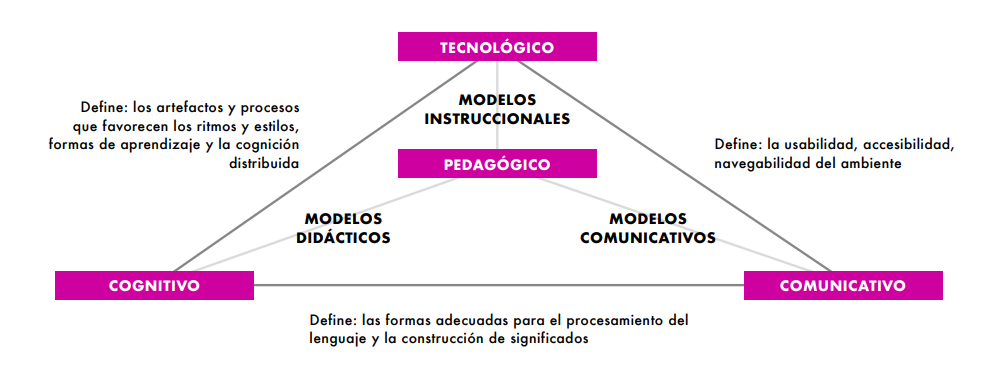 TECNOLÓGICO
Define: los artefactos y procesos
que favorecen los ritmos y estilos,
formas de aprendizaje y la cognición
distribuida
MODELOS
INSTRUCCIONALES
Define: la usabilidad, accesibilidad,
navegabilidad del ambiente
PEDAGÓGICO
MODELOS
DIDÁCTICOS
MODELOS
COMUNICATIVOS
COGNITIVO
COMUNICATIVO
Define: las formas adecuadas para el procesamiento del
lenguaje y la construcción de significados